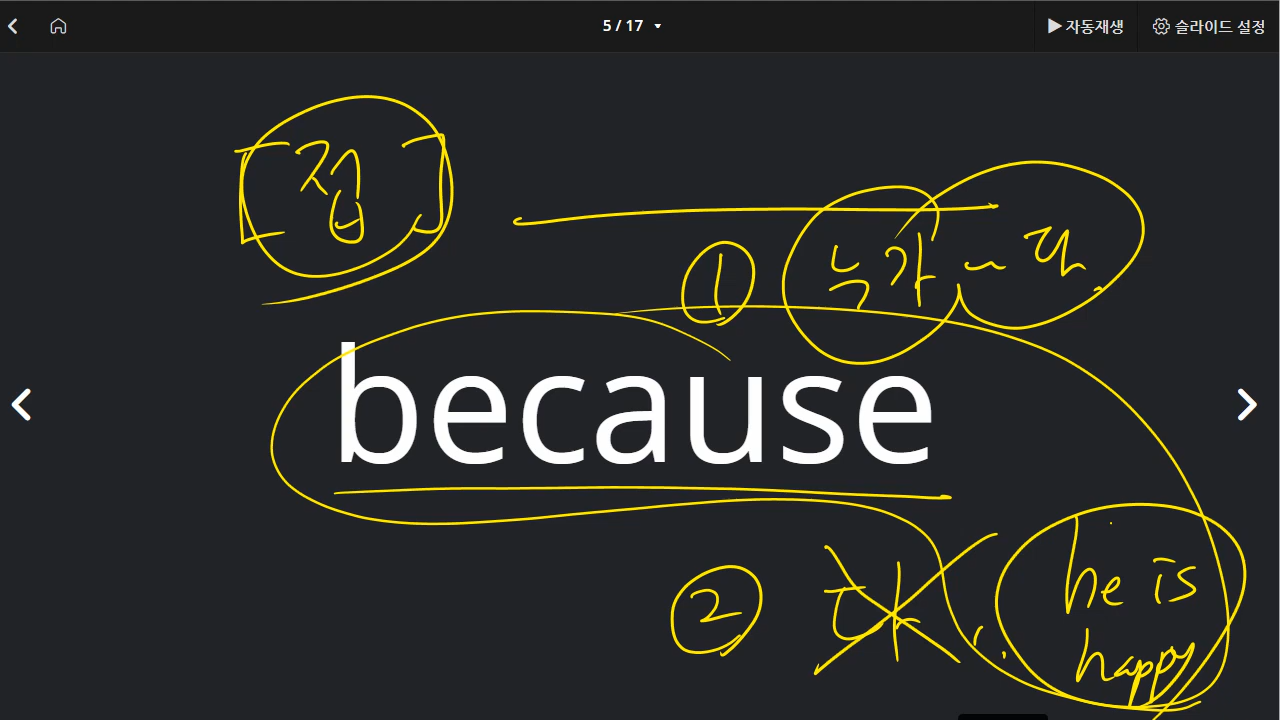 5 / 17
자동재생
슬라이드 설정
[접]
① 누가 ~ 다.
because
② 다.
he is
happy